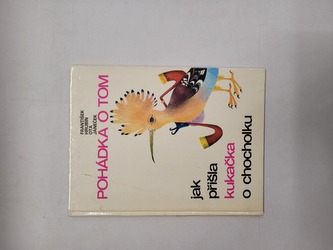 FRANTIŠEK
HRUBÍN
OTA
JANEČEK
POHÁDKA O TOM
jak
přišla
kukačka
o chocholku